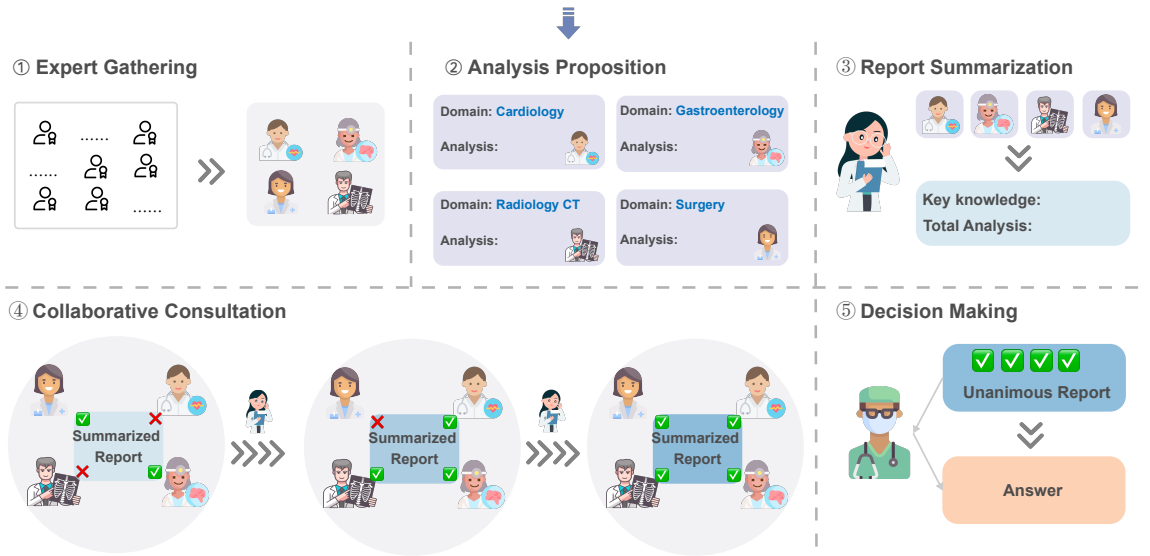 ① Expert Gathering
......
......
......
② Analysis Proposition
Domain: Cardiology
Analysis:
Domain: Gastroenterology
Analysis:
Domain: Radiology CT
Analysis:
Domain: Surgery
Analysis:
③ Report Summarization
Key knowledge:
Total Analysis:
④ Collaborative Consultation
Summarized
Report
Summarized
Report
Summarized
Report
⑤ Decision Making
Unanimous Report
Answer